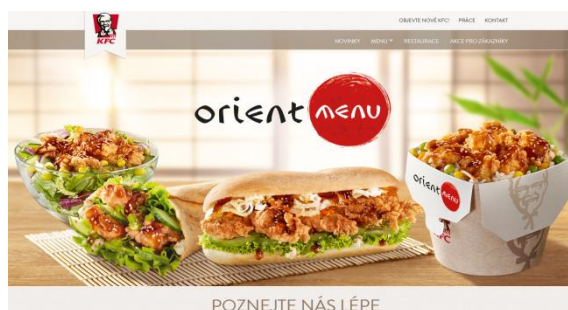 OBJEVTE NOVÉ KFC! PRÁCE KONTAKT
KFC
NOVINKY MENU RESTAURACE AKCE PRO ZÁKAZNÍKY
orient menu
orient menu
KFC
POZNEJTE NÁS LÉPE